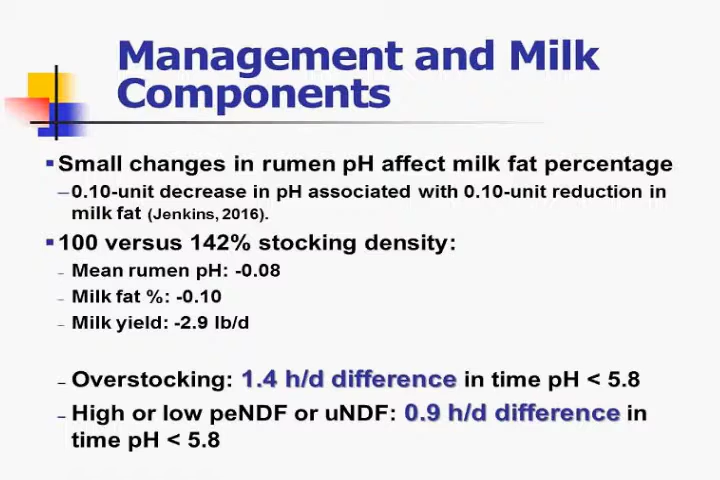 Management and Milk
Components
▪Small changes in rumen pH affect milk fat percentage
–0.10-unit decrease in pH associated with 0.10-unit reduction in
milk fat (Jenkins, 2016).
▪100 versus 142% stocking density:
– Mean rumen pH: -0.08
– Milk fat %: -0.10
– Milk yield: -2.9 lb/d
– Overstocking: 1.4 h/d difference in time pH < 5.8
– High or low peNDF or uNDF: 0.9 h/d difference in
time pH < 5.8